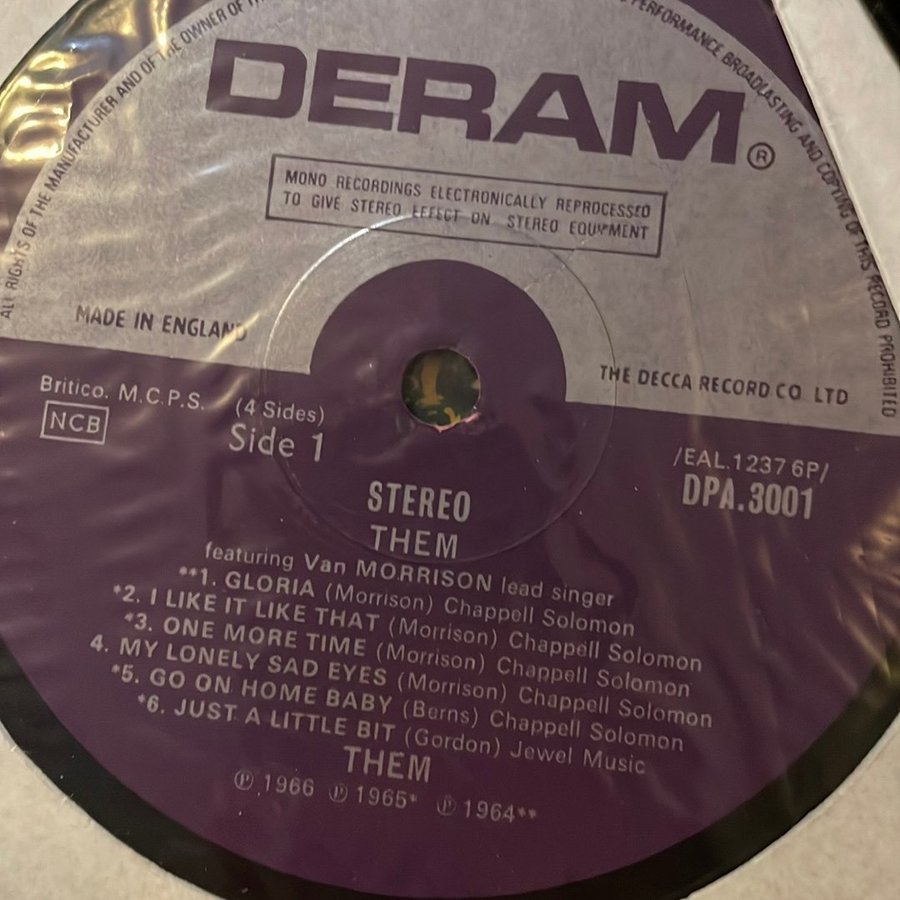 ALL RIGHTS OF THE MANUFACTURER AND OF THE OWNER OF
PERFORMANCE BROADCASTING AND COPYING OF THIS RECORD PROHIBITED
DERAM®
MONO RECORDINGS ELECTRONICALLY REPROCESSED
TO GIVE STEREO EFFECT ON STEREO EQUIPMENT
MADE IN ENGLAND
THE DECCA RECORD CO LTD
Britico. M.C.P.S.
NCB
(4 Sides)
Side 1
/EAL.12376P/
DPA.3001
STEREO
THEM
featuring Van MORRISON lead singer
**1. GLORIA (Morrison) Chappell Solomon
*2. I LIKE IT LIKE THAT (Morrison) Chappell Solomon
*3. ONE MORE TIME (Morrison) Chappell Solomon
4. MY LONELY SAD EYES (Morrison) Chappell Solomon
*5. GO ON HOME BABY (Berns) Chappell Solomon
*6. JUST A LITTLE BIT (Gordon) Jewel Music
THEM
℗ 1966 ℗ 1965* ℗ 1964**